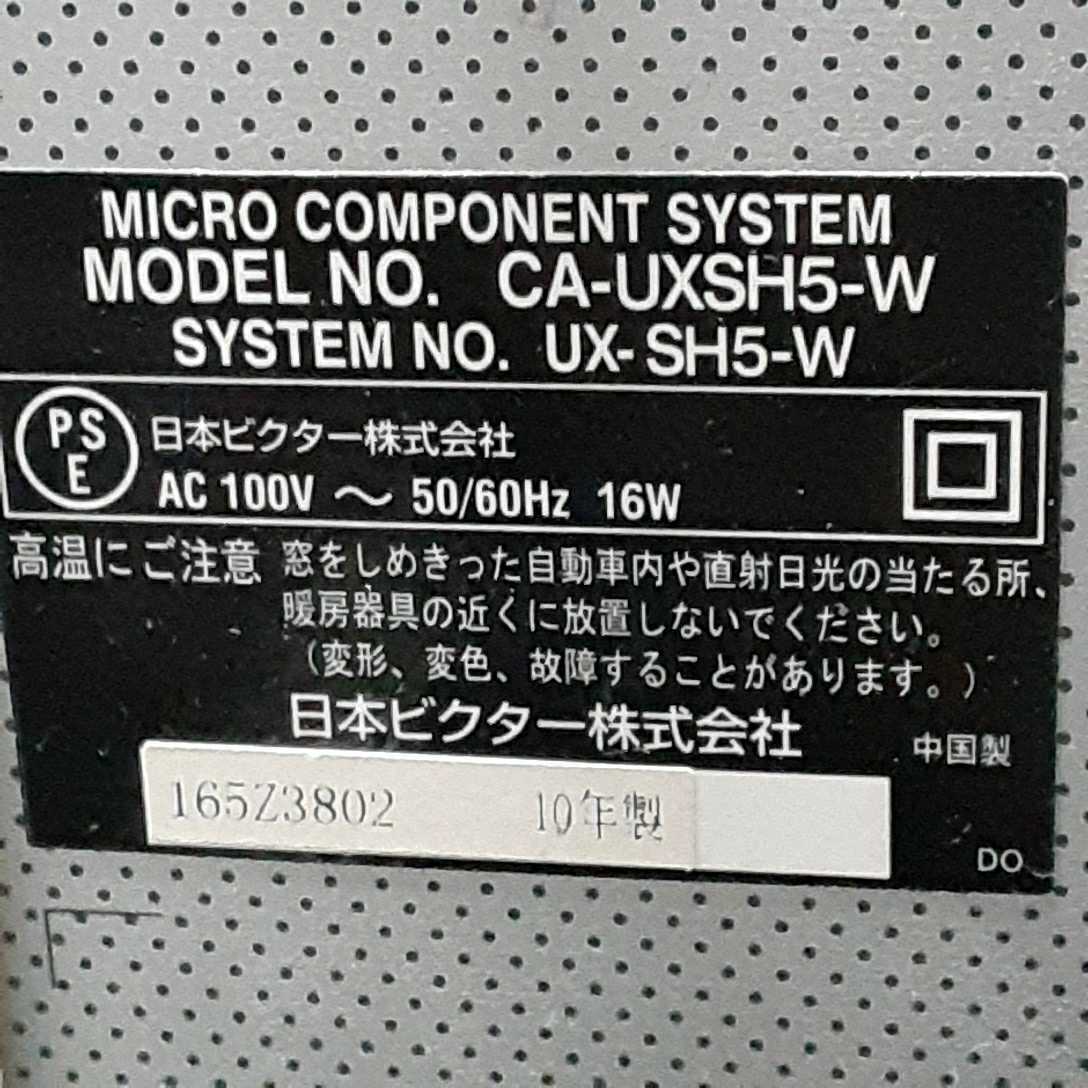 MICRO COMPONENT SYSTEM
MODEL NO. CA-UXSH5-W
SYSTEM NO. UX-SH5-W
PS
E
日本ビクター株式会社
AC 100V ～ 50/60Hz 16W
高温にご注意 窓をしめきった自動車内や直射日光の当たる所、
暖房器具の近くに放置しないでください。
（変形、変色、故障することがあります。）
日本ビクター株式会社 中国製
165Z3802 10年製
DO